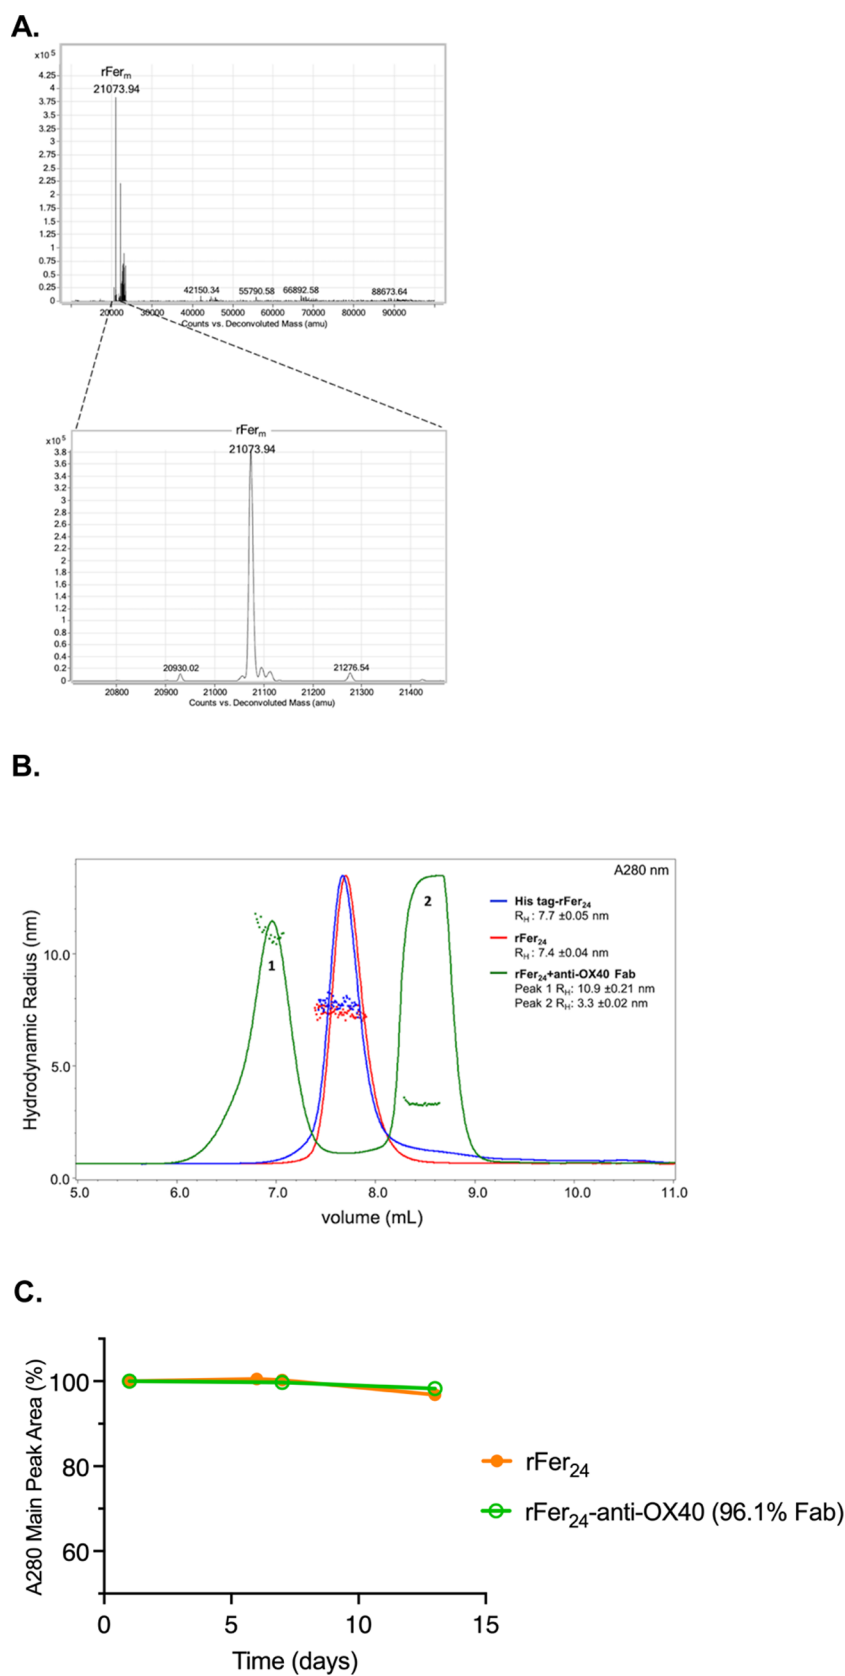 A.
x10⁵
rFerₘ
21073.94
4.25
4
3.75
3.5
3.25
3
2.75
2.5
2.25
2
1.75
1.5
1.25
1
0.75
0.5
0.25
0
42150.34 55790.58 66892.58 88673.64
20000 30000 40000 50000 60000 70000 80000 90000
Counts vs. Deconvoluted Mass (amu)
rFerₘ
x10⁵
21073.94
3.8
3.6
3.4
3.2
3
2.8
2.6
2.4
2.2
2
1.8
1.6
1.4
1.2
1
0.8
0.6
0.4
0.2
0
20930.02 21276.54
20800 20900 21000 21100 21200 21300 21400
Counts vs. Deconvoluted Mass (amu)
B.
A280 nm
Hydrodynamic Radius (nm)
10.0
5.0
0.0
1
2
His tag-rFer₂₄
R_H: 7.7 ±0.05 nm
rFer₂₄
R_H: 7.4 ±0.04 nm
rFer₂₄+anti-OX40 Fab
Peak 1 R_H: 10.9 ±0.21 nm
Peak 2 R_H: 3.3 ±0.02 nm
5.0 6.0 7.0 8.0 9.0 10.0 11.0
volume (mL)
C.
A280 Main Peak Area (%)
100
80
60
rFer₂₄
rFer₂₄-anti-OX40 (96.1% Fab)
0 5 10 15
Time (days)